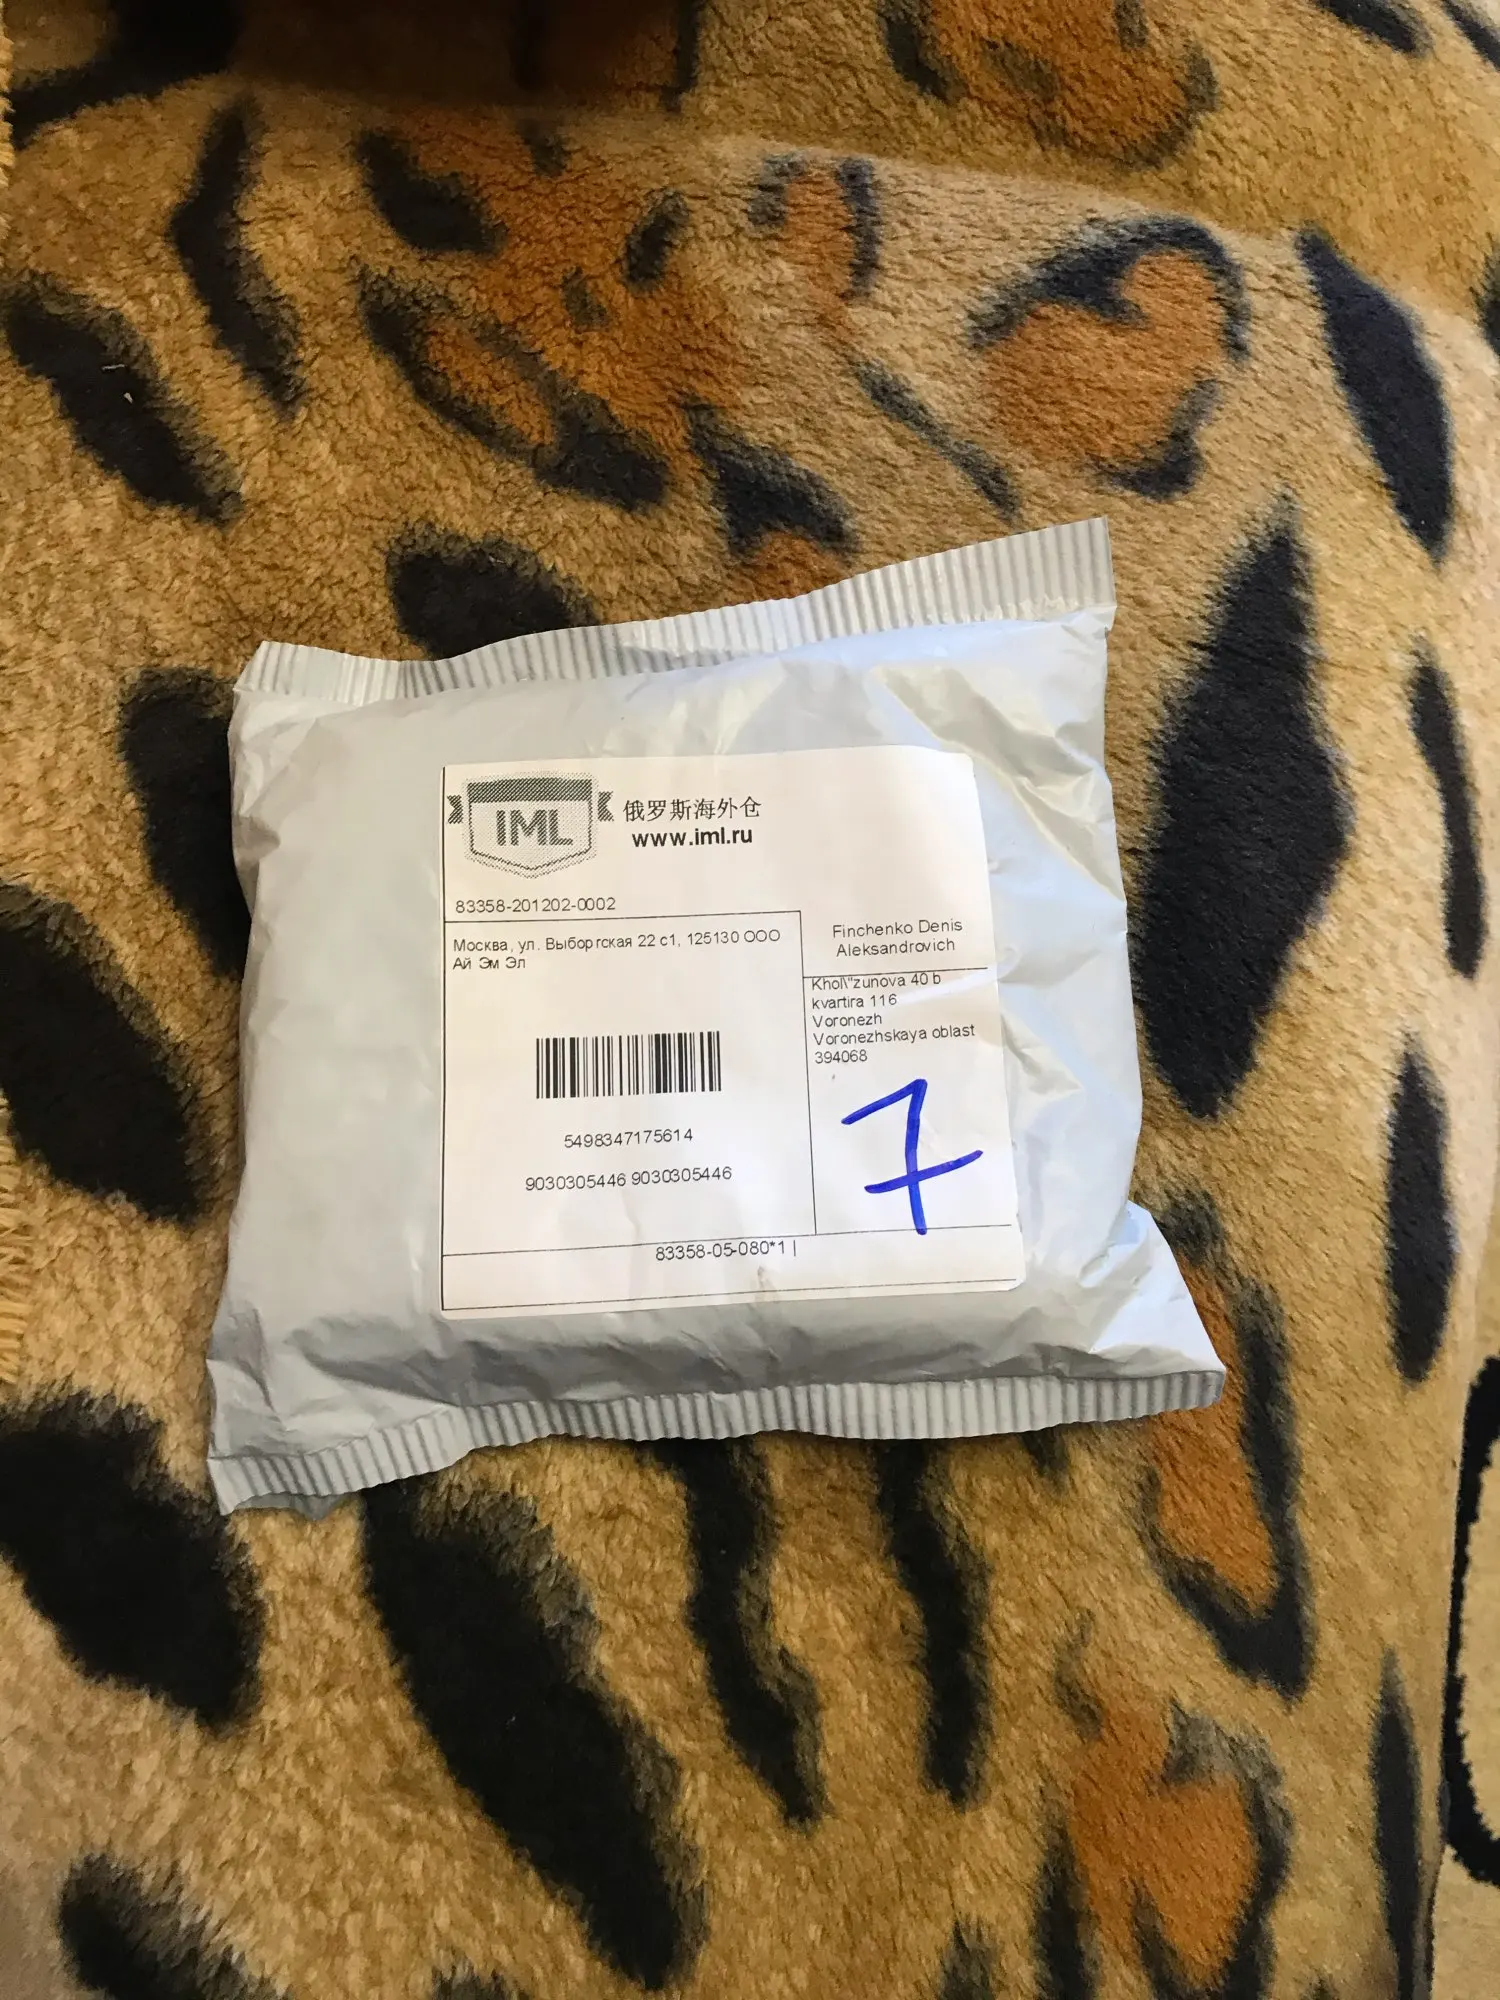 IML
俄罗斯海外仓
www.iml.ru
83358-201202-0002
Москва, ул. Выборгская 22 с1, 125130 ООО
Ай Эм Эл
5498347175614
9030305446 9030305446
Finchenko Denis
Aleksandrovich
Khol\"zunova 40 b
kvartira 116
Voronezh
Voronezhskaya oblast
394068
7
83358-05-080*1 |